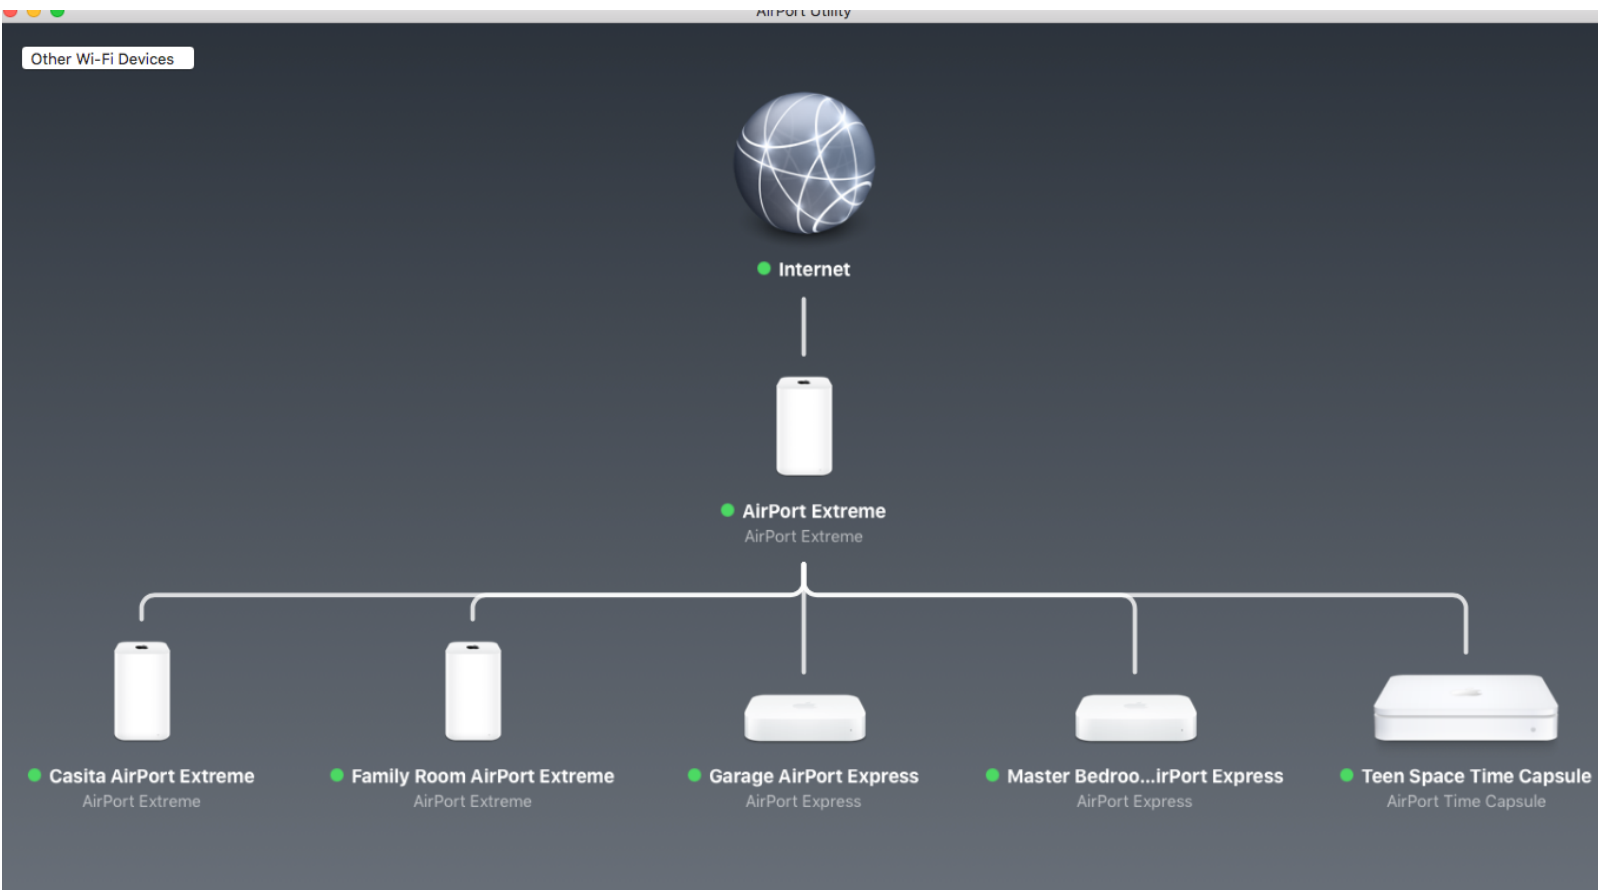 AirPort Utility
Other Wi-Fi Devices
Internet
AirPort Extreme
AirPort Extreme
Casita AirPort Extreme
AirPort Extreme
Family Room AirPort Extreme
AirPort Extreme
Garage AirPort Express
AirPort Express
Master Bedroo...irPort Express
AirPort Express
Teen Space Time Capsule
AirPort Time Capsule